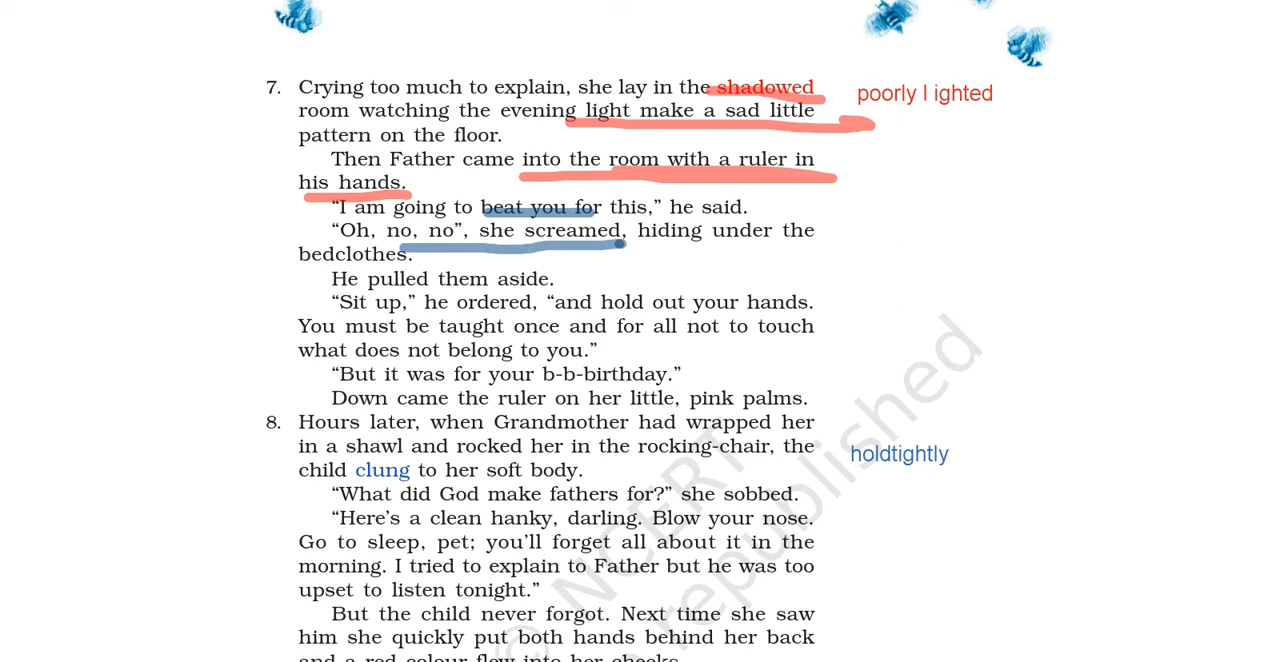 7. Crying too much to explain, she lay in the shadowed
poorly l ighted
room watching the evening light make a sad little
pattern on the floor.
Then Father came into the room with a ruler in
his hands.
“I am going to beat you for this,” he said.
“Oh, no, no”, she screamed, hiding under the
bedclothes.
He pulled them aside.
“Sit up,” he ordered, “and hold out your hands.
You must be taught once and for all not to touch
what does not belong to you.”
“But it was for your b-b-birthday.”
Down came the ruler on her little, pink palms.
8. Hours later, when Grandmother had wrapped her
in a shawl and rocked her in the rocking-chair, the
holdtightly
child clung to her soft body.
“What did God make fathers for?” she sobbed.
“Here’s a clean hanky, darling. Blow your nose.
Go to sleep, pet; you’ll forget all about it in the
morning. I tried to explain to Father but he was too
upset to listen tonight.”
But the child never forgot. Next time she saw
him she quickly put both hands behind her back
and a red colour flew into her cheeks.
© NCERT
republished